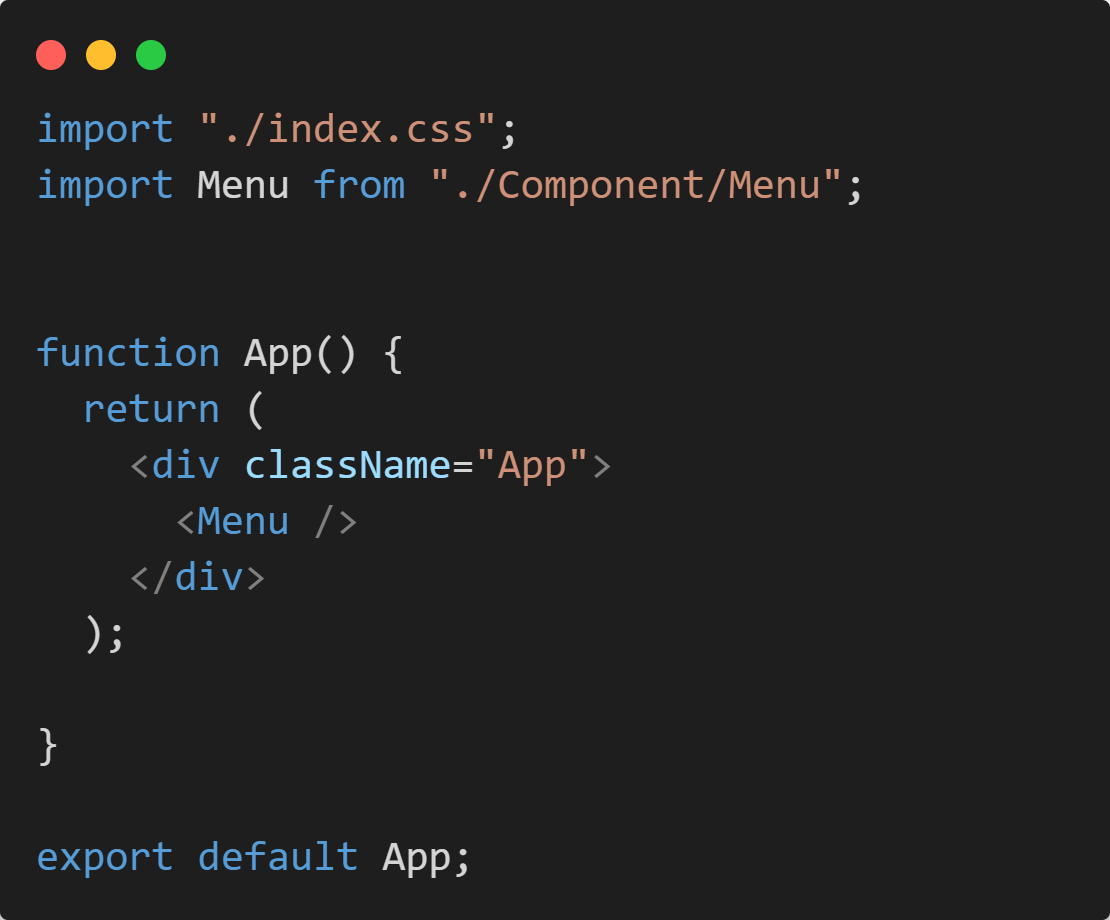 import "./index.css";
import Menu from "./Component/Menu";
function App() {
  return (
    <div className="App">
      <Menu />
    </div>
  );
}
export default App;